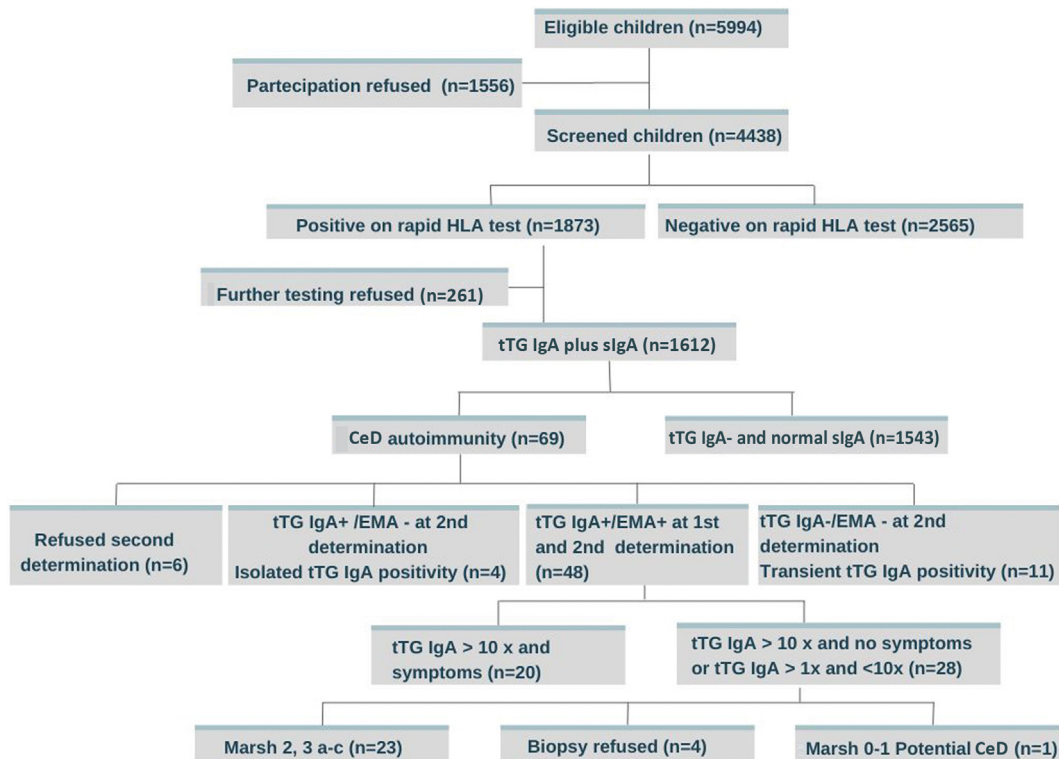 Eligible children (n=5994)
Partecipation refused (n=1556)
Screened children (n=4438)
Positive on rapid HLA test (n=1873)
Negative on rapid HLA test (n=2565)
Further testing refused (n=261)
tTG IgA plus sIgA (n=1612)
CeD autoimmunity (n=69)
tTG IgA- and normal sIgA (n=1543)
Refused second
determination (n=6)
tTG IgA+ /EMA - at 2nd
determination
Isolated tTG IgA positivity (n=4)
tTG IgA+/EMA+ at 1st
and 2nd determination
(n=48)
tTG IgA-/EMA - at 2nd
determination
Transient tTG IgA positivity (n=11)
tTG IgA > 10 x and
symptoms (n=20)
tTG IgA > 10 x and no symptoms
or tTG IgA > 1x and <10x (n=28)
Marsh 2, 3 a-c (n=23)
Biopsy refused (n=4)
Marsh 0-1 Potential CeD (n=1)